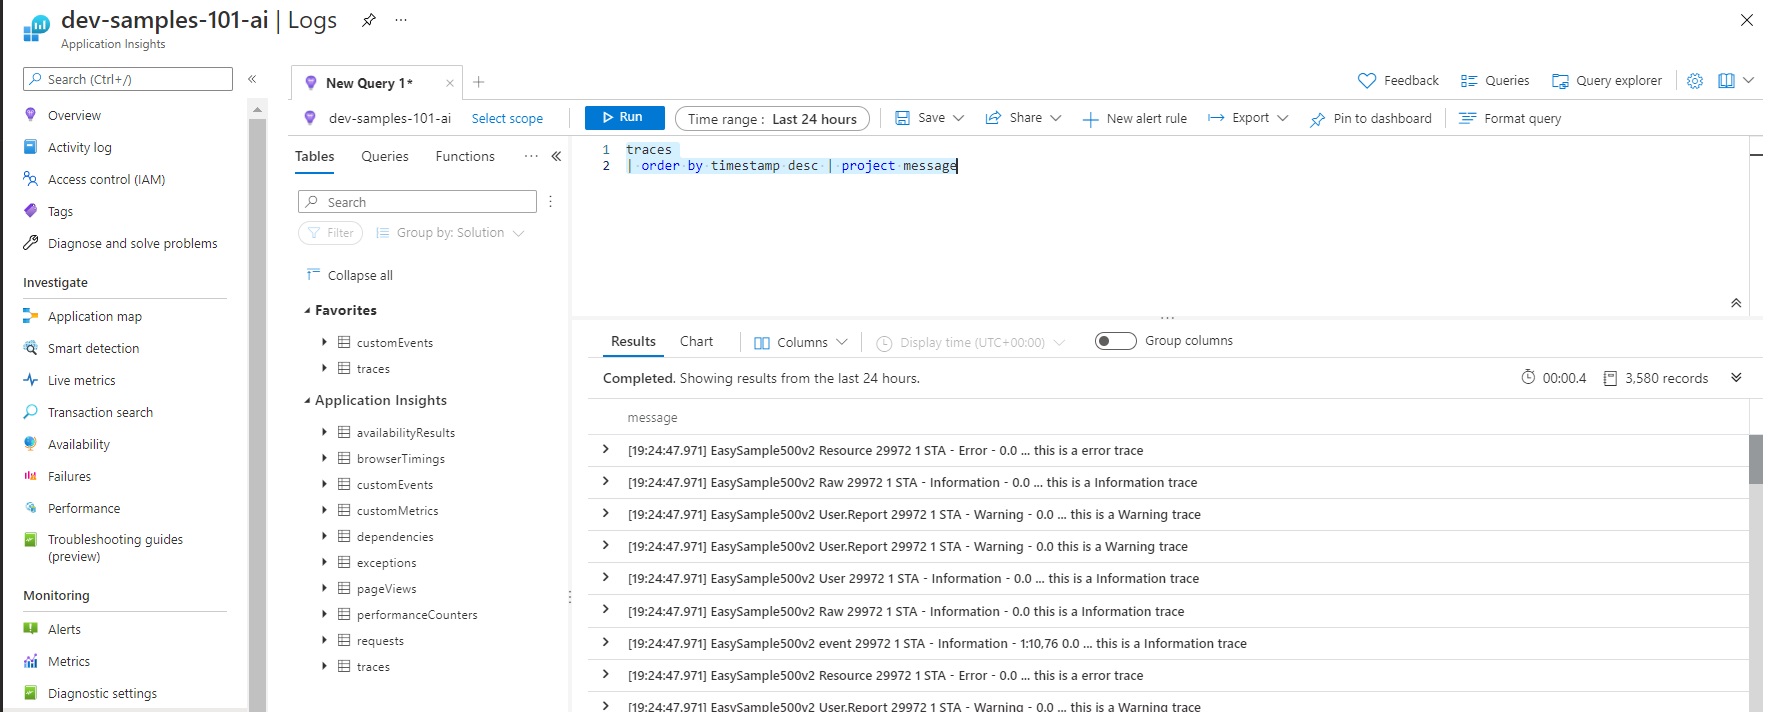 dev-samples-101-ai | Logs
Application Insights
Search (Ctrl+/)
Overview
Activity log
Access control (IAM)
Tags
Diagnose and solve problems
Investigate
Application map
Smart detection
Live metrics
Transaction search
Availability
Failures
Performance
Troubleshooting guides
(preview)
Monitoring
Alerts
Metrics
Diagnostic settings
New Query 1*
Feedback
Queries
Query explorer
dev-samples-101-ai
Select scope
Run
Time range : Last 24 hours
Save
Share
New alert rule
Export
Pin to dashboard
Format query
Tables
Queries
Functions
Search
Filter
Group by: Solution
Collapse all
Favorites
customEvents
traces
Application Insights
availabilityResults
browserTimings
customEvents
customMetrics
dependencies
exceptions
pageViews
performanceCounters
requests
traces
1 traces
2 | order by timestamp desc | project message
Results
Chart
Columns
Display time (UTC+00:00)
Group columns
Completed. Showing results from the last 24 hours.
00:00.4
3,580 records
message
[19:24:47.971] EasySample500v2 Resource 29972 1 STA - Error - 0.0 ... this is a error trace
[19:24:47.971] EasySample500v2 Raw 29972 1 STA - Information - 0.0 ... this is a Information trace
[19:24:47.971] EasySample500v2 User.Report 29972 1 STA - Warning - 0.0 ... this is a Warning trace
[19:24:47.971] EasySample500v2 User.Report 29972 1 STA - Warning - 0.0 this is a Warning trace
[19:24:47.971] EasySample500v2 User 29972 1 STA - Information - 0.0 ... this is a Information trace
[19:24:47.971] EasySample500v2 Raw 29972 1 STA - Information - 0.0 this is a Information trace
[19:24:47.971] EasySample500v2 event 29972 1 STA - Information - 1:10,76 0.0 ... this is a Information trace
[19:24:47.971] EasySample500v2 Resource 29972 1 STA - Error - 0.0 ... this is a error trace
[19:24:47.971] EasySample500v2 User.Report 29972 1 STA - Warning - 0.0 ... this is a Warning trace